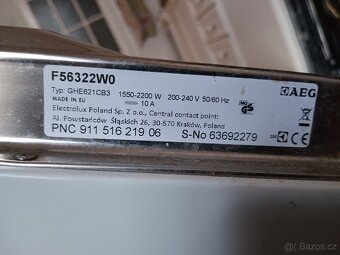 F56322W0
Typ: GHE621CB3 1550-2200 W 200-240 V 50/60 Hz
MADE IN EU 10 A
AEG
Electrolux Poland Sp. Z o.o., Central contact point:
Al. Powstańców Śląskich 26, 30-570 Kraków, Poland
PNC 911 516 219 06 S-No 63692279
Bazoš.cz